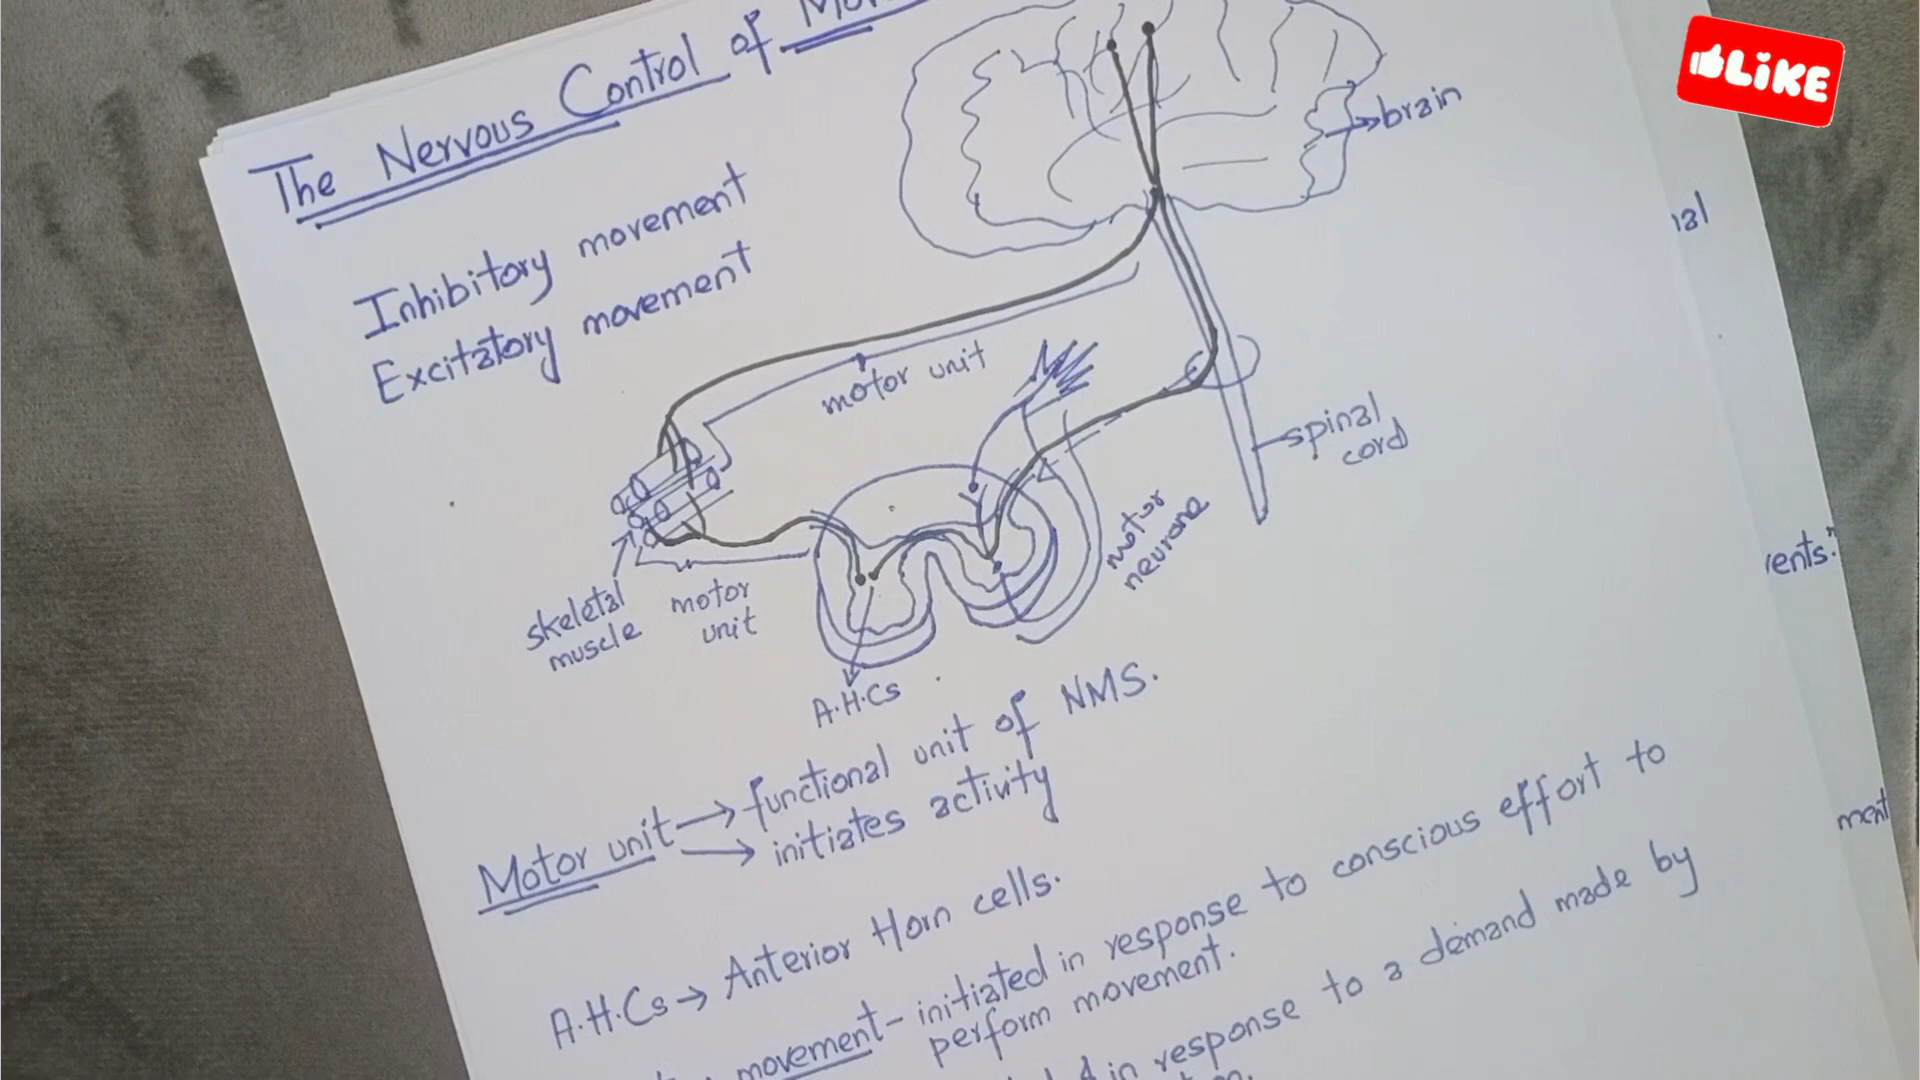 The Nervous Control of
Inhibitory movement
Excitatory movement
brain
motor unit
spinal
cord
motor
neurone
skeletal
muscle
motor
unit
A.H.Cs
Motor unit → functional unit of NMS.
→ initiates activity
A.H.Cs → Anterior Horn cells.
movement - initiated in response to conscious effort to
perform movement.
in response to a demand made by
LiKE